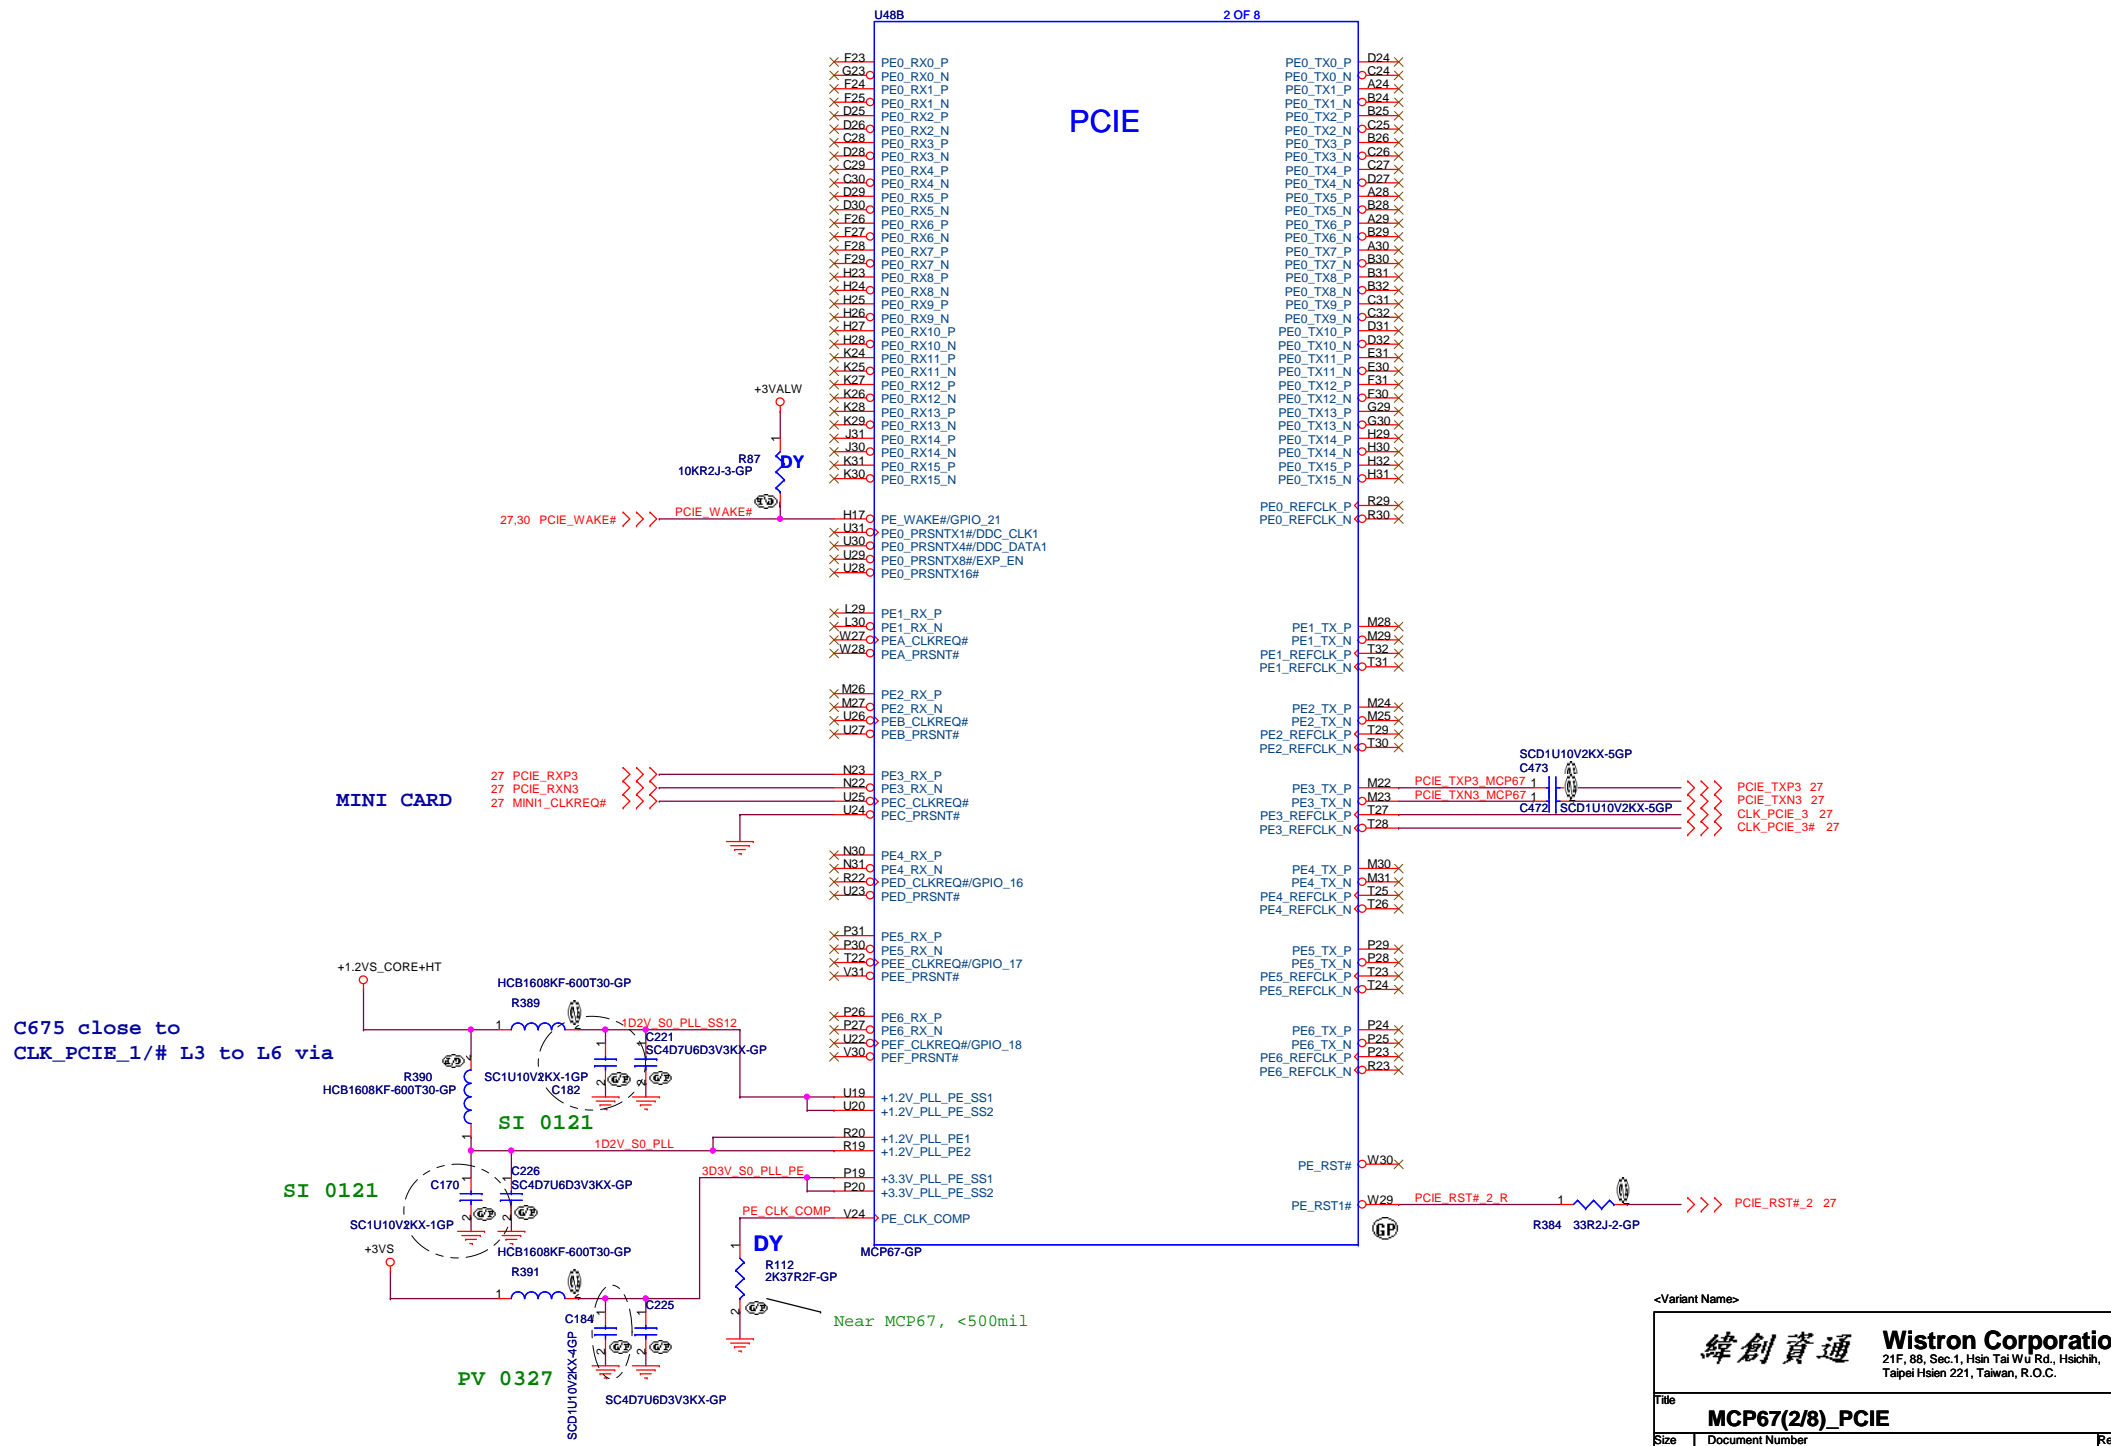 U48B
2 OF 8
PCIE
F23 PE0_RX0_P
G23 PE0_RX0_N
F24 PE0_RX1_P
F25 PE0_RX1_N
D25 PE0_RX2_P
D26 PE0_RX2_N
C28 PE0_RX3_P
D28 PE0_RX3_N
C29 PE0_RX4_P
C30 PE0_RX4_N
D29 PE0_RX5_P
D30 PE0_RX5_N
F26 PE0_RX6_P
F27 PE0_RX6_N
F28 PE0_RX7_P
F29 PE0_RX7_N
H23 PE0_RX8_P
H24 PE0_RX8_N
H25 PE0_RX9_P
H26 PE0_RX9_N
H27 PE0_RX10_P
H28 PE0_RX10_N
K24 PE0_RX11_P
K25 PE0_RX11_N
K27 PE0_RX12_P
K26 PE0_RX12_N
K28 PE0_RX13_P
K29 PE0_RX13_N
J31 PE0_RX14_P
J30 PE0_RX14_N
K31 PE0_RX15_P
K30 PE0_RX15_N
PE0_TX0_P D24
PE0_TX0_N C24
PE0_TX1_P A24
PE0_TX1_N B24
PE0_TX2_P B25
PE0_TX2_N C25
PE0_TX3_P B26
PE0_TX3_N C26
PE0_TX4_P C27
PE0_TX4_N D27
PE0_TX5_P A28
PE0_TX5_N B28
PE0_TX6_P A29
PE0_TX6_N B29
PE0_TX7_P A30
PE0_TX7_N B30
PE0_TX8_P B31
PE0_TX8_N B32
PE0_TX9_P C31
PE0_TX9_N C32
PE0_TX10_P D31
PE0_TX10_N D32
PE0_TX11_P E31
PE0_TX11_N E30
PE0_TX12_P F31
PE0_TX12_N F30
PE0_TX13_P G29
PE0_TX13_N G30
PE0_TX14_P H29
PE0_TX14_N H30
PE0_TX15_P H32
PE0_TX15_N H31
PE0_REFCLK_P R29
PE0_REFCLK_N R30
+3VALW
1
R87 DY
10KR2J-3-GP
27,30 PCIE_WAKE# PCIE_WAKE# H17 PE_WAKE#/GPIO_21
U31 PE0_PRSNTX1#/DDC_CLK1
U30 PE0_PRSNTX4#/DDC_DATA1
U29 PE0_PRSNTX8#/EXP_EN
U28 PE0_PRSNTX16#
L29 PE1_RX_P
L30 PE1_RX_N
W27 PEA_CLKREQ#
W28 PEA_PRSNT#
PE1_TX_P M28
PE1_TX_N M29
PE1_REFCLK_P T32
PE1_REFCLK_N T31
M26 PE2_RX_P
M27 PE2_RX_N
U26 PEB_CLKREQ#
U27 PEB_PRSNT#
PE2_TX_P M24
PE2_TX_N M25
PE2_REFCLK_P T29
PE2_REFCLK_N T30
MINI CARD
27 PCIE_RXP3 N23 PE3_RX_P
27 PCIE_RXN3 N22 PE3_RX_N
27 MINI1_CLKREQ# U25 PEC_CLKREQ#
U24 PEC_PRSNT#
SCD1U10V2KX-5GP
C473
PE3_TX_P M22 PCIE_TXP3_MCP67 1 PCIE_TXP3 27
PE3_TX_N M23 PCIE_TXN3_MCP67 1 PCIE_TXN3 27
C472 SCD1U10V2KX-5GP
PE3_REFCLK_P T27 CLK_PCIE_3 27
PE3_REFCLK_N T28 CLK_PCIE_3# 27
N30 PE4_RX_P
N31 PE4_RX_N
R22 PED_CLKREQ#/GPIO_16
U23 PED_PRSNT#
PE4_TX_P M30
PE4_TX_N M31
PE4_REFCLK_P T25
PE4_REFCLK_N T26
P31 PE5_RX_P
P30 PE5_RX_N
T22 PEE_CLKREQ#/GPIO_17
V31 PEE_PRSNT#
PE5_TX_P P29
PE5_TX_N P28
PE5_REFCLK_P T23
PE5_REFCLK_N T24
P26 PE6_RX_P
P27 PE6_RX_N
U22 PEF_CLKREQ#/GPIO_18
V30 PEF_PRSNT#
PE6_TX_P P24
PE6_TX_N P25
PE6_REFCLK_P P23
PE6_REFCLK_N R23
+1.2VS_CORE+HT
HCB1608KF-600T30-GP
R389
1
1D2V_S0_PLL_SS12
C675 close to
CLK_PCIE_1/# L3 to L6 via
C221
SC4D7U6D3V3KX-GP
R390
HCB1608KF-600T30-GP
SC1U10V2KX-1GP
C182
SI 0121
U19 +1.2V_PLL_PE_SS1
U20 +1.2V_PLL_PE_SS2
1D2V_S0_PLL
R20 +1.2V_PLL_PE1
R19 +1.2V_PLL_PE2
SI 0121
C170
SC1U10V2KX-1GP
C226
SC4D7U6D3V3KX-GP
3D3V_S0_PLL_PE
P19 +3.3V_PLL_PE_SS1
P20 +3.3V_PLL_PE_SS2
PE_CLK_COMP V24 PE_CLK_COMP
PE_RST# W30
PE_RST1# W29 PCIE_RST#_2_R 1 PCIE_RST#_2 27
R384 33R2J-2-GP
GP
MCP67-GP
+3VS
HCB1608KF-600T30-GP
R391
1
C184
SCD1U10V2KX-4GP
C225
SC4D7U6D3V3KX-GP
PV 0327
1
DY
R112
2K37R2F-GP
2
Near MCP67, <500mil
<Variant Name>
緯創資通
Wistron Corporatio
21F, 88, Sec.1, Hsin Tai Wu Rd., Hsichih,
Taipei Hsien 221, Taiwan, R.O.C.
Title
MCP67(2/8)_PCIE
Size
Document Number
Re